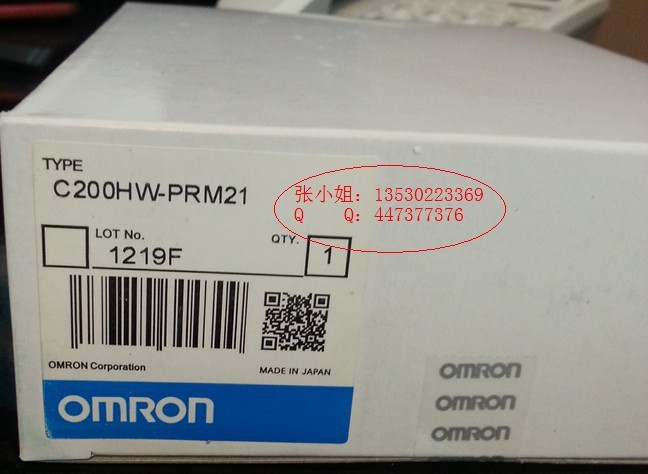 TYPE
C200HW-PRM21
张小姐：13530223369
Q Q：447377376
LOT No.
1219F
QTY.
1
OMRON Corporation
MADE IN JAPAN
OMRON
OMRON
OMRON
OMRON